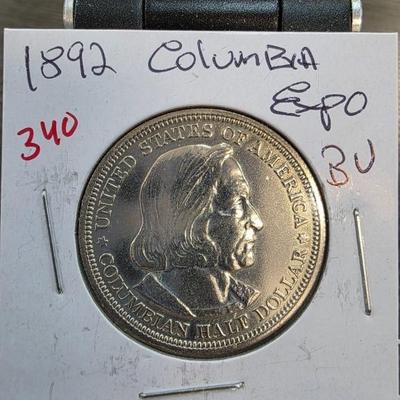 1892 Columbia
Expo
340
BU
UNITED STATES OF AMERICA
COLUMBIAN HALF DOLLAR